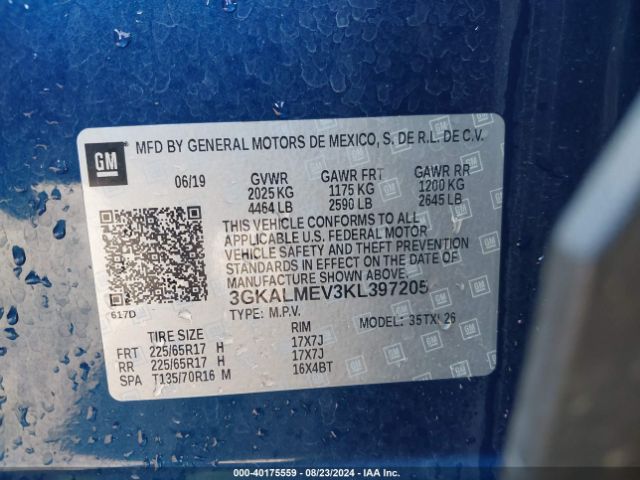 GM
MFD BY GENERAL MOTORS DE MEXICO, S. DE R.L. DE C.V.
06/19 GVWR GAWR FRT GAWR RR
2025 KG 1175 KG 1200 KG
4464 LB 2590 LB 2645 LB
THIS VEHICLE CONFORMS TO ALL
APPLICABLE U.S. FEDERAL MOTOR
VEHICLE SAFETY AND THEFT PREVENTION
STANDARDS IN EFFECT ON THE DATE OF
MANUFACTURE SHOWN ABOVE.
3GKALMEV3KL397205
617D TYPE: M.P.V.
MODEL:
TIRE SIZE RIM
FRT 225/65R17 H 17X7J
RR 225/65R17 H 17X7J
SPA T135/70R16 M 16X4BT
000-40175559 - 08/23/2024 - IAA Inc.